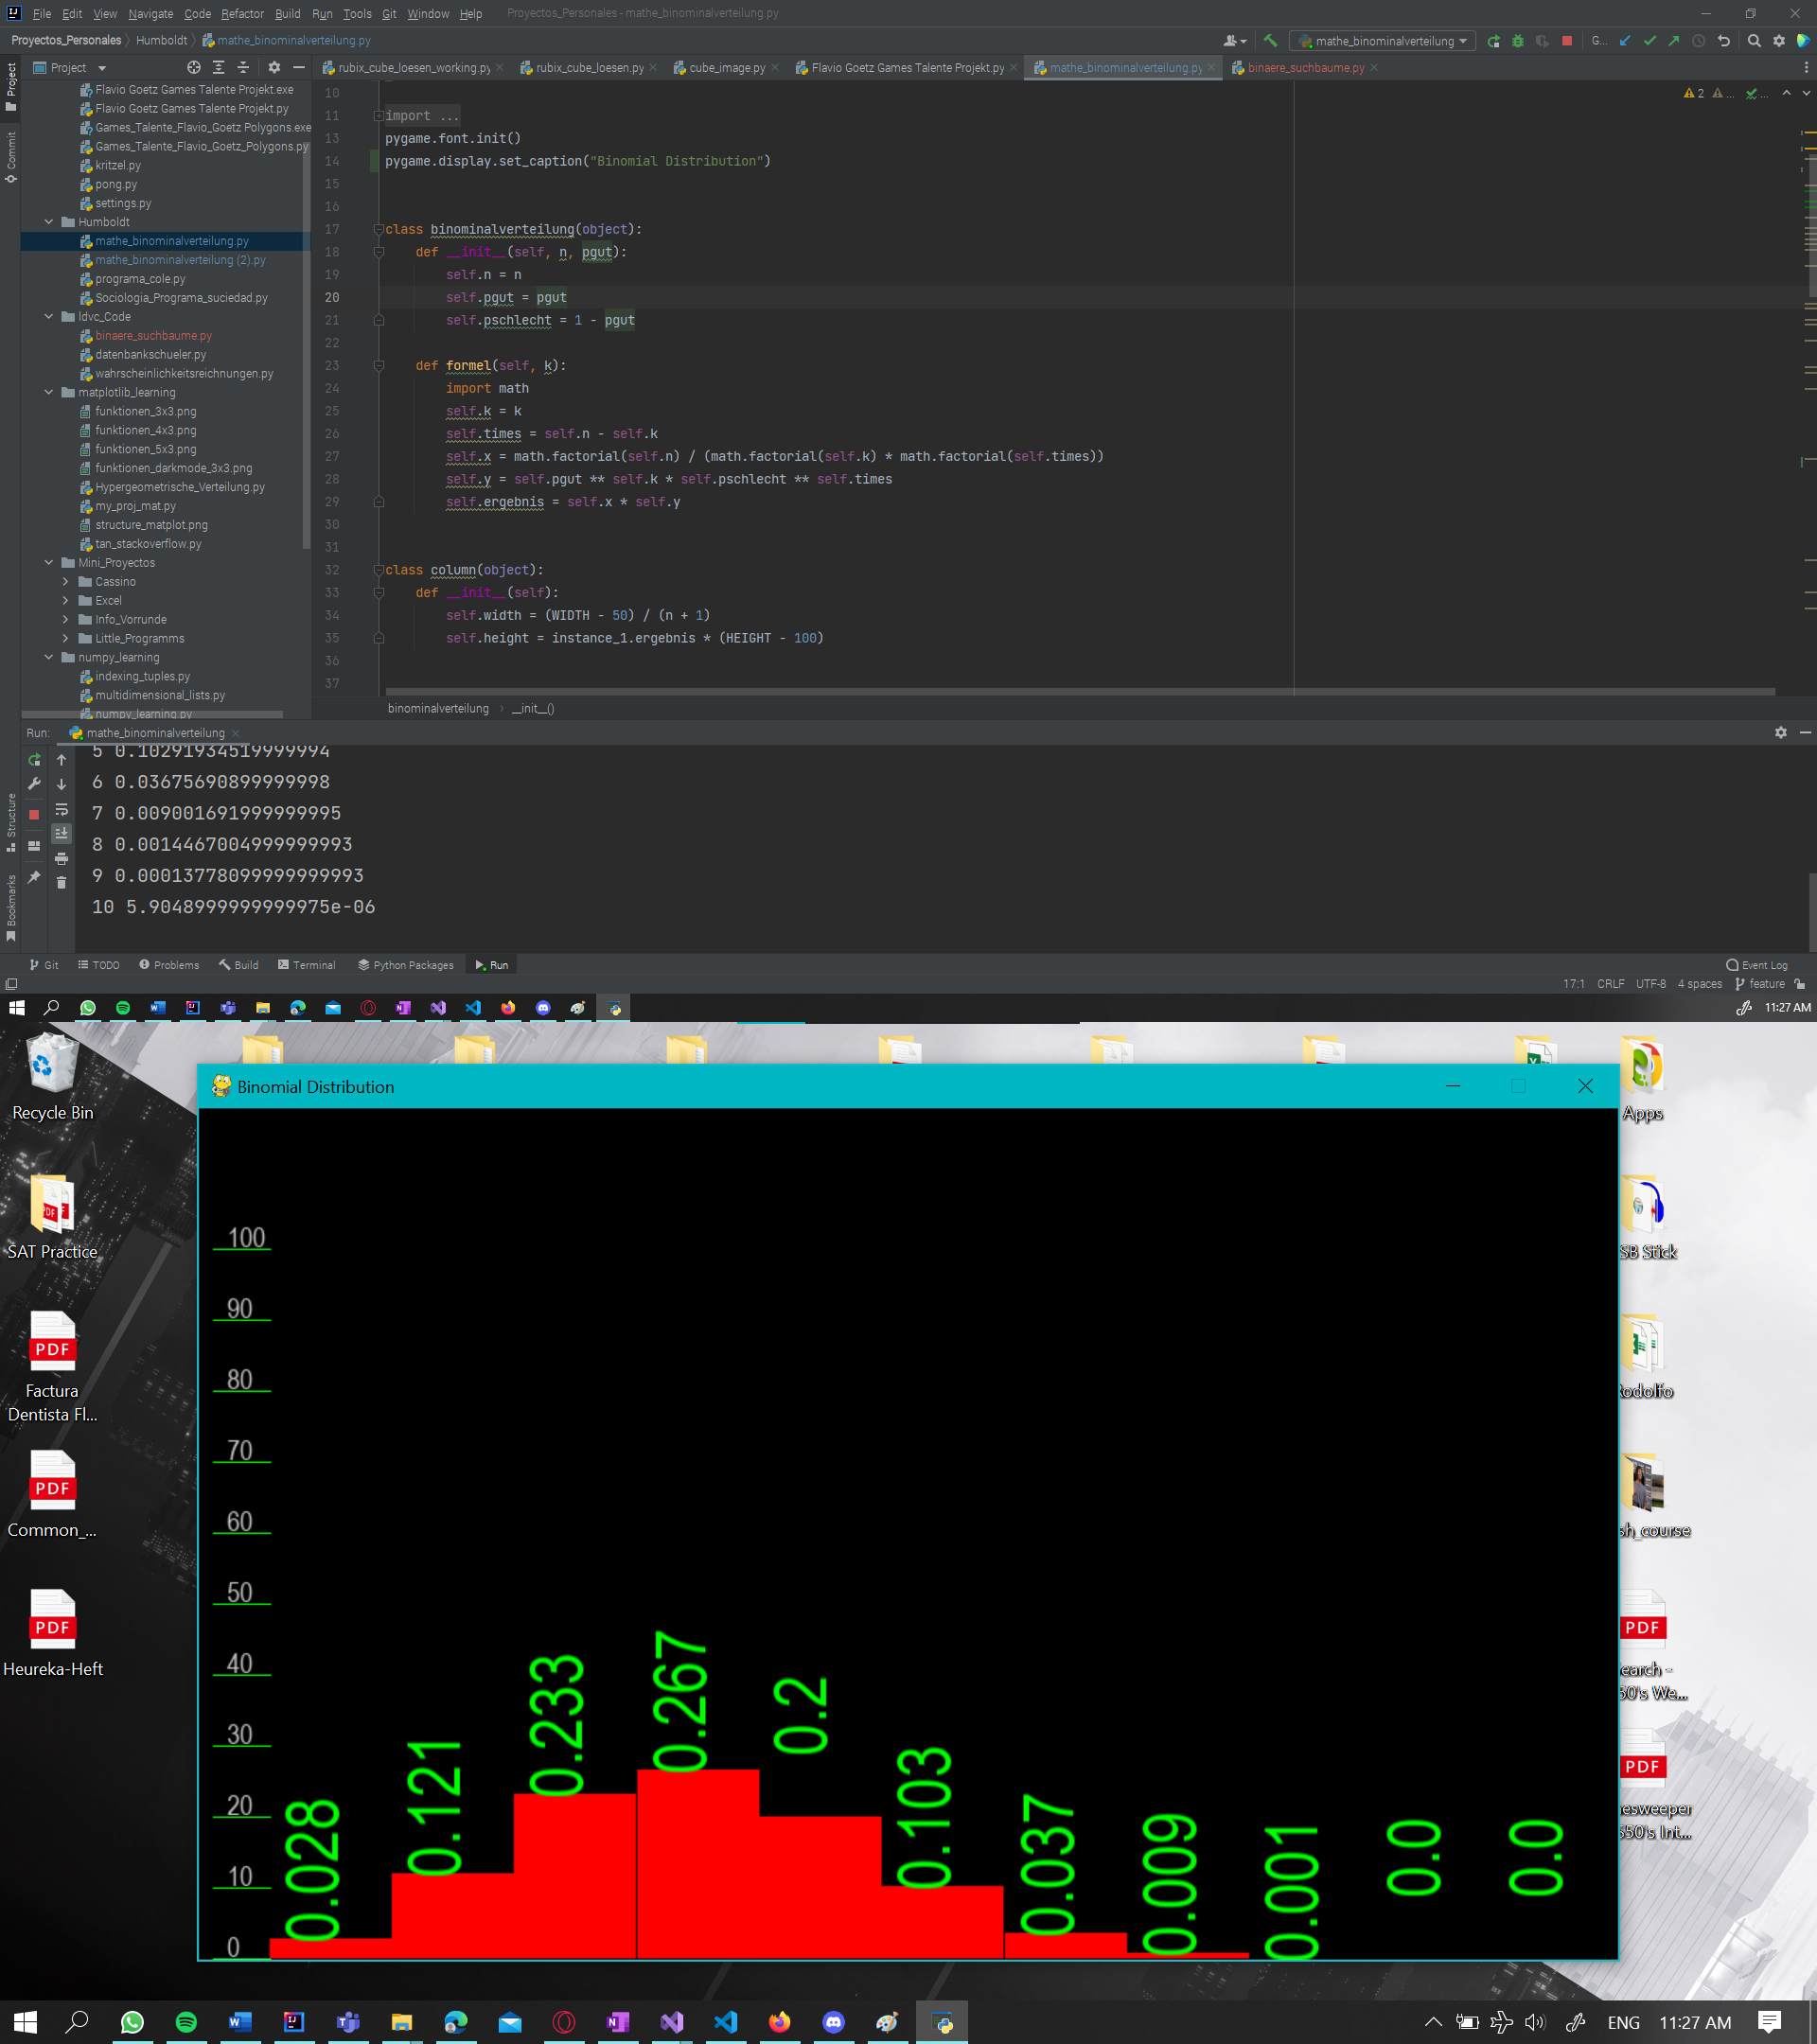 File Edit View Navigate Code Refactor Build Run Tools Git Window Help Proyectos_Personales - mathe_binominalverteilung.py
Proyectos_Personales Humboldt mathe_binominalverteilung.py mathe_binominalverteilung G...
Project rubix_cube_loesen_working.py rubix_cube_loesen.py cube_image.py Flavio Goetz Games Talente Projekt.py mathe_binominalverteilung.py binaere_suchbaume.py
Project
Commit
Flavio Goetz Games Talente Projekt.exe
Flavio Goetz Games Talente Projekt.py
Games_Talente_Flavio_Goetz Polygons.exe
Games_Talente_Flavio_Goetz_Polygons.py
kritzel.py
pong.py
settings.py
Humboldt
mathe_binominalverteilung.py
mathe_binominalverteilung (2).py
programa_cole.py
Sociologia_Programa_suciedad.py
Idvc_Code
binaere_suchbaume.py
datenbankschueler.py
wahrscheinlichkeitsreichnungen.py
matplotlib_learning
funktionen_3x3.png
funktionen_4x3.png
funktionen_5x3.png
funktionen_darkmode_3x3.png
Hypergeometrische_Verteilung.py
my_proj_mat.py
structure_matplot.png
tan_stackoverflow.py
Mini_Proyectos
Cassino
Excel
Info_Vorrunde
Little_Programms
numpy_learning
indexing_tuples.py
multidimensional_lists.py
numpy_learning.py
2 ... ...
10
11 import ...
13 pygame.font.init()
14 pygame.display.set_caption("Binomial Distribution")
15
16
17 class binominalverteilung(object):
18 def __init__(self, n, pgut):
19 self.n = n
20 self.pgut = pgut
21 self.pschlecht = 1 - pgut
22
23 def formel(self, k):
24 import math
25 self.k = k
26 self.times = self.n - self.k
27 self.x = math.factorial(self.n) / (math.factorial(self.k) * math.factorial(self.times))
28 self.y = self.pgut ** self.k * self.pschlecht ** self.times
29 self.ergebnis = self.x * self.y
30
31
32 class column(object):
33 def __init__(self):
34 self.width = (WIDTH - 50) / (n + 1)
35 self.height = instance_1.ergebnis * (HEIGHT - 100)
36
37
binominalverteilung __init__()
Run: mathe_binominalverteilung
5 0.10291934519999994
6 0.03675690899999998
7 0.009001691999999995
8 0.0014467004999999993
9 0.00013778099999999993
10 5.9048999999999975e-06
Structure
Bookmarks
Git TODO Problems Build Terminal Python Packages Run Event Log
17:1 CRLF UTF-8 4 spaces feature
11:27 AM
Recycle Bin
SAT Practice
Factura
Dentista Fl...
Common_...
Heureka-Heft
Binomial Distribution
100
90
80
70
60
50
40
30
20
10
0
0.028
0.121
0.233
0.267
0.2
0.103
0.037
0.009
0.001
0.0
0.0
Apps
SB Stick
Rodolfo
sh_course
earch -
50's We...
nesweeper
S50's Int...
PDF
PDF
PDF
PDF
PDF
PDF
ENG 11:27 AM